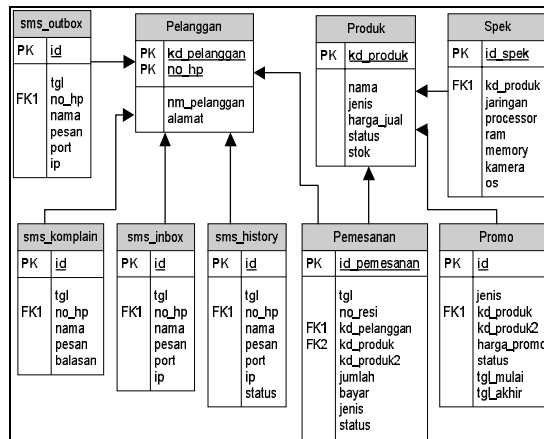 sms_outbox
PK id
tgl
FK1 no_hp
nama
pesan
port
ip
Pelanggan
PK kd_pelanggan
PK no_hp
nm_pelanggan
alamat
Produk
PK kd_produk
nama
jenis
harga_jual
status
stok
Spek
PK id_spek
FK1 kd_produk
jaringan
processor
ram
memory
kamera
os
sms_komplain
PK id
tgl
FK1 no_hp
nama
pesan
balasan
sms_inbox
PK id
tgl
FK1 no_hp
nama
pesan
port
ip
sms_history
PK id
tgl
FK1 no_hp
nama
pesan
port
ip
status
Pemesanan
PK id_pemesanan
tgl
no_resi
FK1 kd_pelanggan
FK2 kd_produk
kd_produk2
jumlah
bayar
jenis
status
Promo
PK id
jenis
FK1 kd_produk
kd_produk2
harga_promo
status
tgl_mulai
tgl_akhir